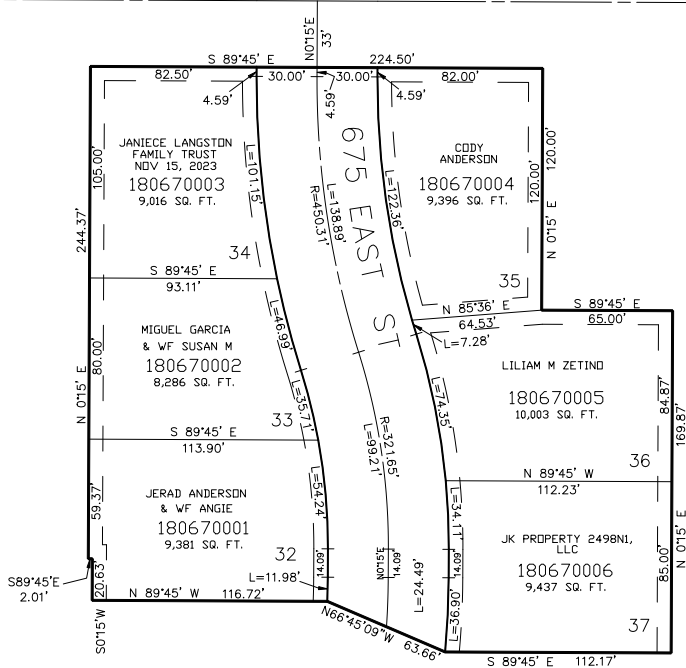 N0°15'E
33'
S 89°45' E
224.50'
82.50'
30.00'
30.00'
82.00'
4.59'
4.59'
4.59'
JANIECE LANGSTON
FAMILY TRUST
NOV 15, 2023
180670003
9,016 SQ. FT.
105.00'
244.37'
L=101.15'
34
675 EAST ST
L=138.89'
R=450.31'
L=122.36'
CODY
ANDERSON
180670004
9,396 SQ. FT.
120.00'
120.00'
N 0°15' E
35
S 89°45' E
93.11'
N 85°36' E
64.53'
S 89°45' E
65.00'
L=7.28'
MIGUEL GARCIA
& WF SUSAN M
180670002
8,286 SQ. FT.
80.00'
N 0°15' E
L=46.99'
L=35.71'
33
S 89°45' E
113.90'
R=321.65'
L=99.21'
L=74.35'
LILIAM M ZETINO
180670005
10,003 SQ. FT.
84.87'
169.87'
36
N 89°45' W
112.23'
JERAD ANDERSON
& WF ANGIE
180670001
9,381 SQ. FT.
59.37'
L=54.24'
32
14.09'
L=11.98'
N0°15'E
14.09'
L=24.49'
L=34.11'
14.09'
L=36.90'
JK PROPERTY 2498N1,
LLC
180670006
9,437 SQ. FT.
85.00'
N 0°15' E
37
S89°45'E
2.01'
20.63'
S0°15'W
N 89°45' W
116.72'
N66°45'09"W
63.66'
S 89°45' E
112.17'